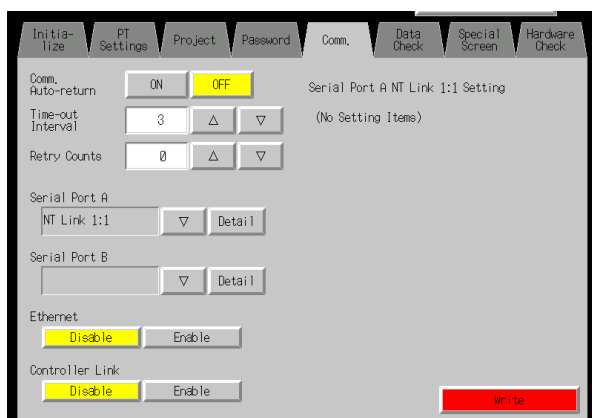 Initia-
lize
PT
Settings
Project
Password
Comm.
Data
Check
Special
Screen
Hardware
Check
Comm.
Auto-return
ON
OFF
Serial Port A NT Link 1:1 Setting
Time-out
Interval
3
△
▽
(No Setting Items)
Retry Counts
0
△
▽
Serial Port A
NT Link 1:1
▽
Detail
Serial Port B
▽
Detail
Ethernet
Disable
Enable
Controller Link
Disable
Enable
Write